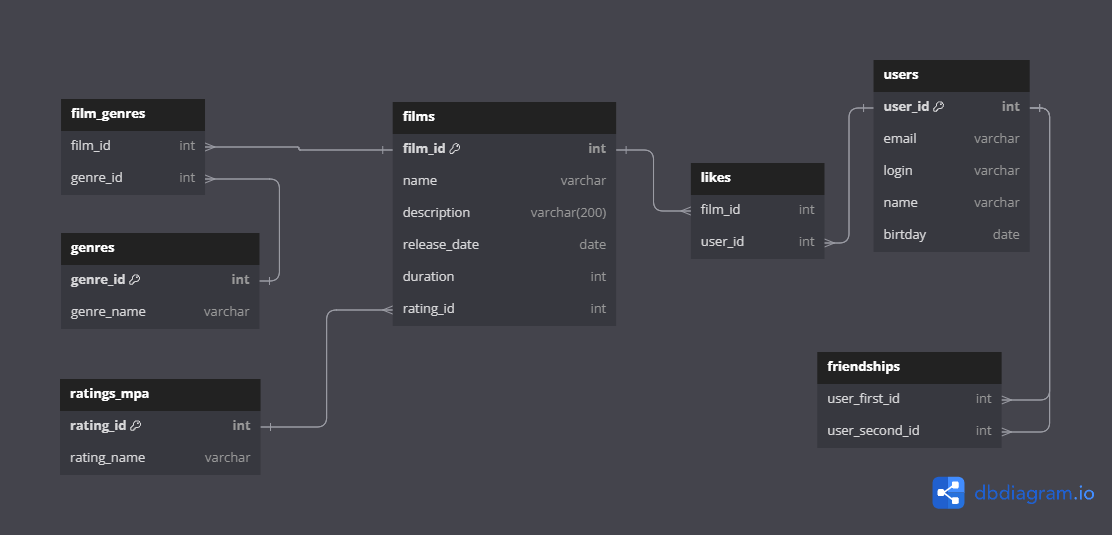 film_genres
film_id int
genre_id int
genres
genre_id int
genre_name varchar
ratings_mpa
rating_id int
rating_name varchar
films
film_id int
name varchar
description varchar(200)
release_date date
duration int
rating_id int
likes
film_id int
user_id int
users
user_id int
email varchar
login varchar
name varchar
birtday date
friendships
user_first_id int
user_second_id int
dbdiagram.io